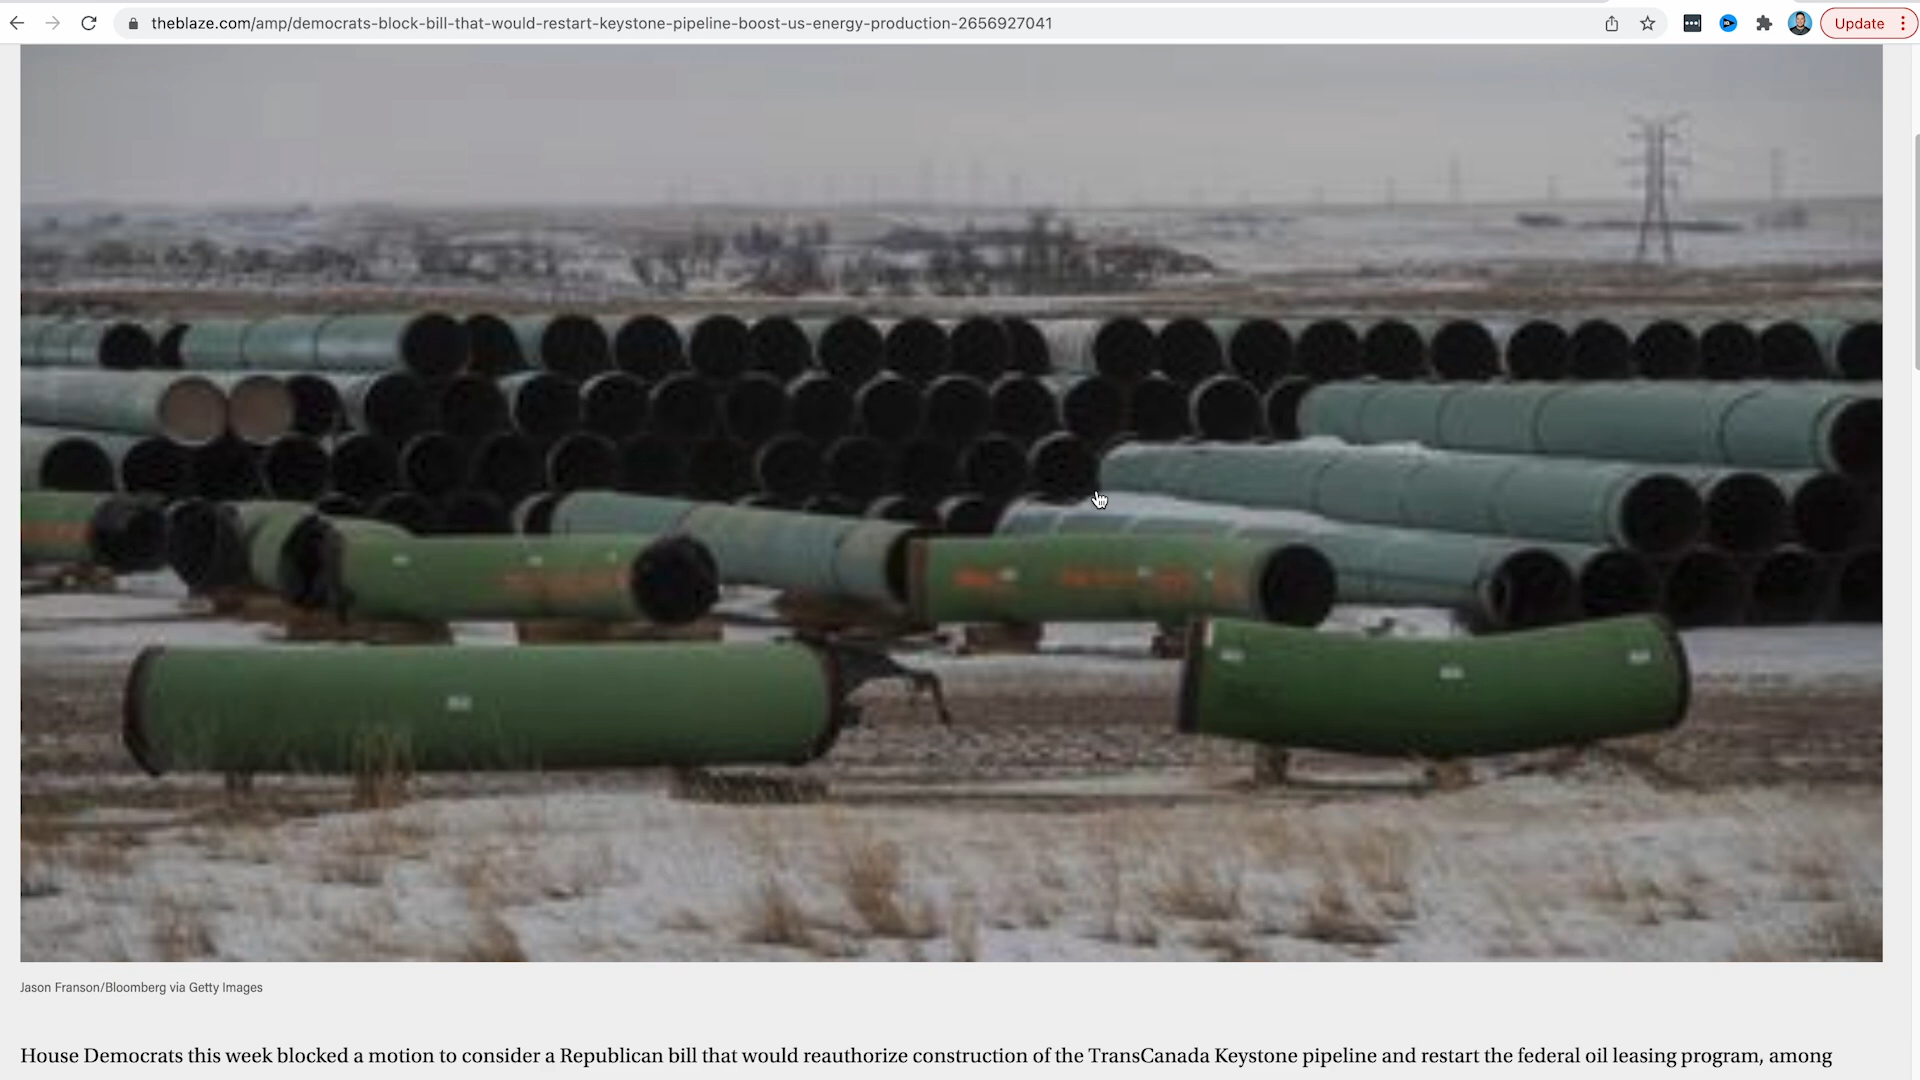 theblaze.com/amp/democrats-block-bill-that-would-restart-keystone-pipeline-boost-us-energy-production-2656927041
Update
Jason Franson/Bloomberg via Getty Images
House Democrats this week blocked a motion to consider a Republican bill that would reauthorize construction of the TransCanada Keystone pipeline and restart the federal oil leasing program, among